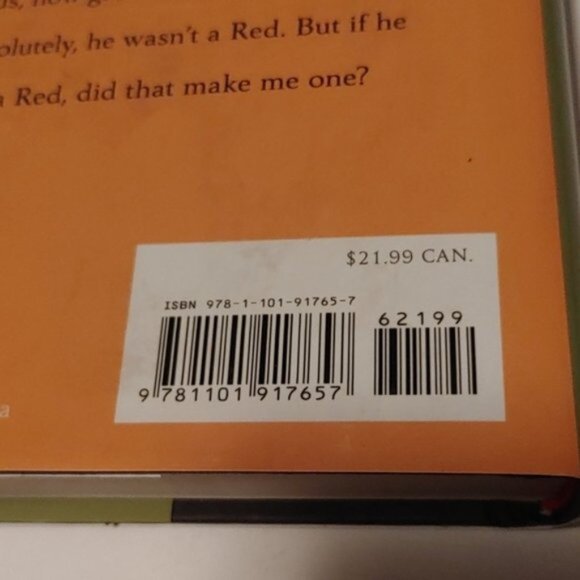 he wasn't a Red. But if he
Red, did that make me one?
$21.99 CAN.
ISBN 978-1-101-91765-7
62199
9 781101 917657
a